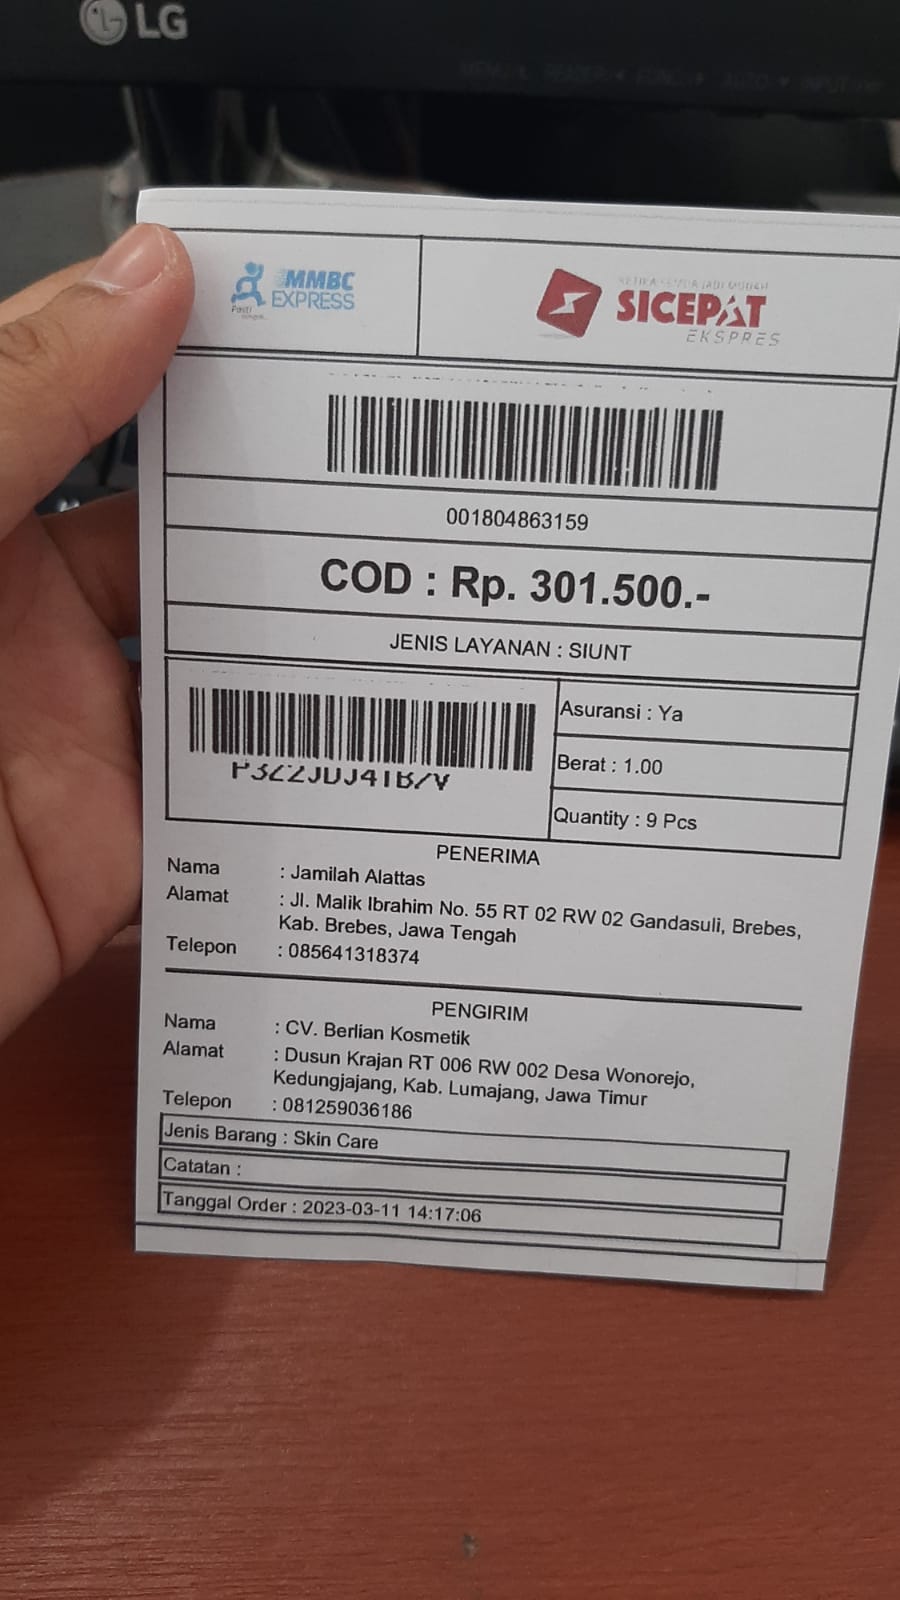 LG
MMBC
EXPRESS
SICEPAT
EKSPRES
001804863159
COD : Rp. 301.500.-
JENIS LAYANAN : SIUNT
Asuransi : Ya
Berat : 1.00
Quantity : 9 Pcs
PENERIMA
Nama : Jamilah Alattas
Alamat : Jl. Malik Ibrahim No. 55 RT 02 RW 02 Gandasuli, Brebes,
Kab. Brebes, Jawa Tengah
Telepon : 085641318374
PENGIRIM
Nama : CV. Berlian Kosmetik
Alamat : Dusun Krajan RT 006 RW 002 Desa Wonorejo,
Kedungjajang, Kab. Lumajang, Jawa Timur
Telepon : 081259036186
Jenis Barang : Skin Care
Catatan :
Tanggal Order : 2023-03-11 14:17:06